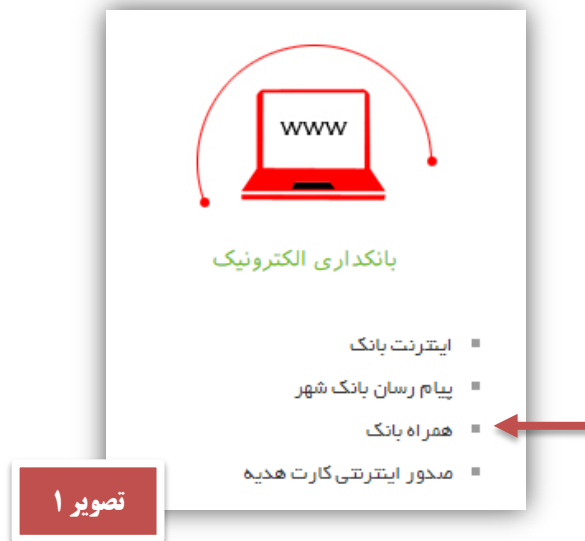 www
بانکداری الکترونیک
اینترنت بانک
پیام رسان بانک شهر
همراه بانک
صدور اینترنتی کارت هدیه
تصویر ۱